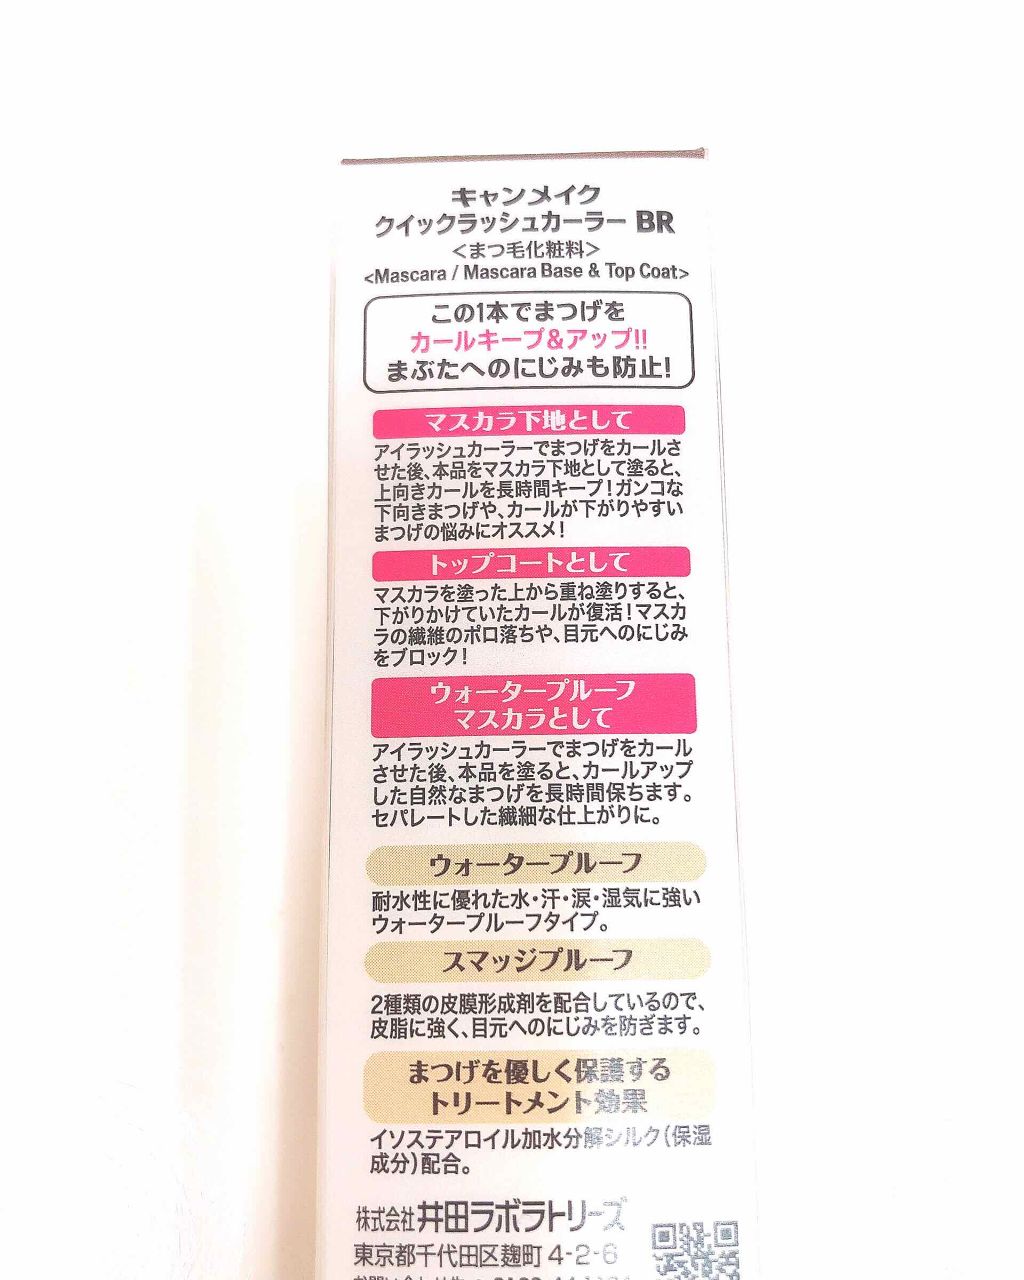 キャンメイク
クイックラッシュカーラー BR
<まつ毛化粧料>
<Mascara / Mascara Base & Top Coat>
この1本でまつげを
カールキープ&アップ!!
まぶたへのにじみも防止!
マスカラ下地として
アイラッシュカーラーでまつげをカールさ
せた後、本品をマスカラ下地として塗ると、
上向きカールを長時間キープ!ガンコな
下向きまつげや、カールが下がりやすい
まつげの悩みにオススメ!
トップコートとして
マスカラを塗った上から重ね塗りすると、
下がりかけていたカールが復活!マスカ
ラの繊維のポロ落ちや、目元へのにじみ
をブロック!
ウォータープルーフ
マスカラとして
アイラッシュカーラーでまつげをカール
させた後、本品を塗ると、カールアップ
した自然なまつげを長時間保ちます。
セパレートした繊細な仕上がりに。
ウォータープルーフ
耐水性に優れた水・汗・涙・湿気に強い
ウォータープルーフタイプ。
スマッジプルーフ
2種類の皮膜形成剤を配合しているので、
皮脂に強く、目元へのにじみを防ぎます。
まつげを優しく保護する
トリートメント効果
イソステアロイル加水分解シルク(保湿
成分)配合。
株式会社井田ラボラトリーズ
東京都千代田区麹町 4-2-6